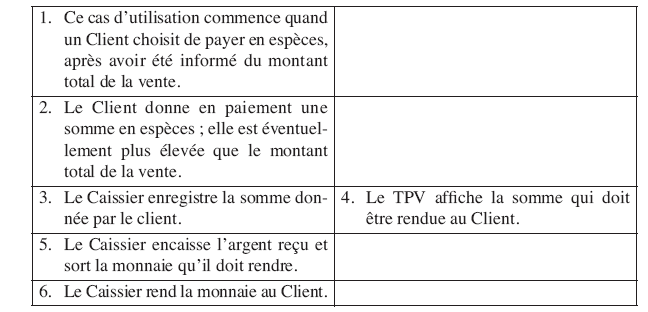 1. Ce cas d'utilisation commence quand
un Client choisit de payer en espèces,
après avoir été informé du montant
total de la vente.
2. Le Client donne en paiement une
somme en espèces ; elle est éventuel-
lement plus élevée que le montant
total de la vente.
3. Le Caissier enregistre la somme don-
née par le client.
4. Le TPV affiche la somme qui doit
être rendue au Client.
5. Le Caissier encaisse l'argent reçu et
sort la monnaie qu'il doit rendre.
6. Le Caissier rend la monnaie au Client.